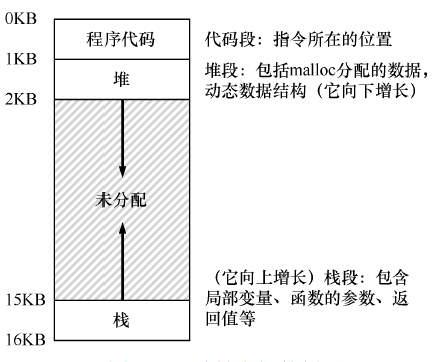 0KB
程序代码
代码段：指令所在的位置
1KB
堆
堆段：包括malloc分配的数据，
动态数据结构（它向下增长）
2KB
未分配
（它向上增长）栈段：包含
局部变量、函数的参数、返
回值等
15KB
栈
16KB